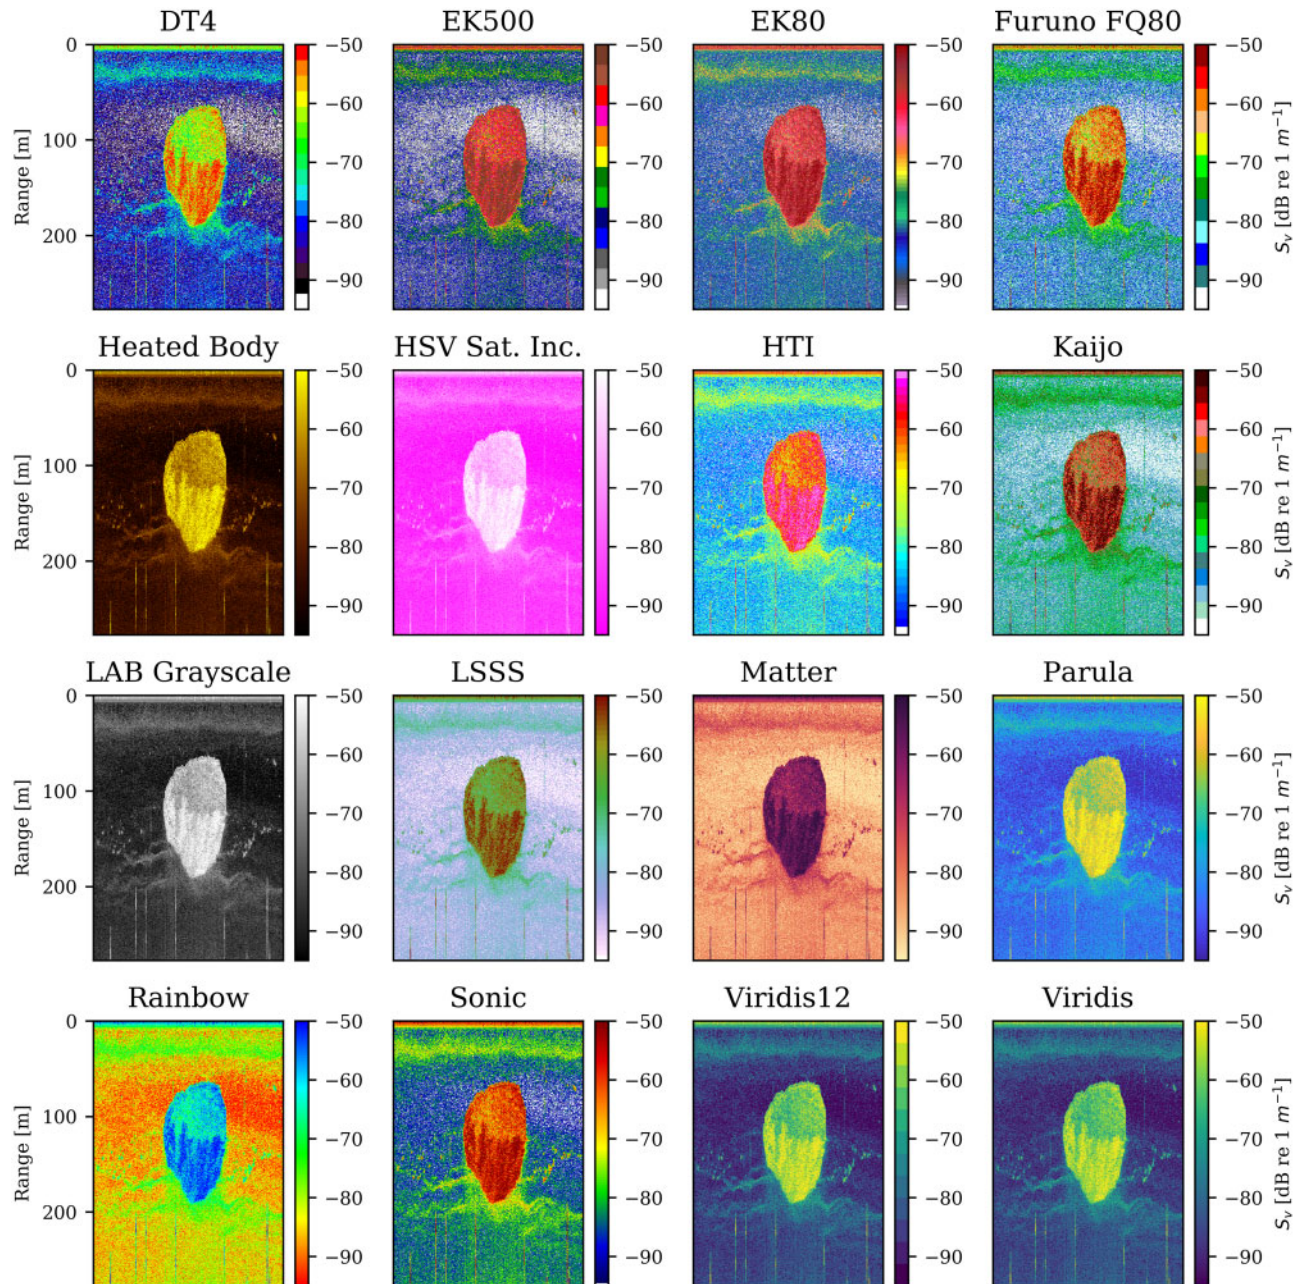 DT4 EK500 EK80 Furuno FQ80
0 −50 −50 −50 −50
−60 −60 −60 −60
100
−70 −70 −70 −70
−80 −80 −80 −80
200
−90 −90 −90 −90
Range [m]
S_v [dB re 1 m⁻¹]
Heated Body HSV Sat. Inc. HTI Kaijo
0 −50 −50 −50 −50
−60 −60 −60 −60
100
−70 −70 −70 −70
−80 −80 −80 −80
200
−90 −90 −90 −90
Range [m]
S_v [dB re 1 m⁻¹]
LAB Grayscale LSSS Matter Parula
0 −50 −50 −50 −50
−60 −60 −60 −60
100
−70 −70 −70 −70
−80 −80 −80 −80
200
−90 −90 −90 −90
Range [m]
S_v [dB re 1 m⁻¹]
Rainbow Sonic Viridis12 Viridis
0 −50 −50 −50 −50
−60 −60 −60 −60
100
−70 −70 −70 −70
−80 −80 −80 −80
200
−90 −90 −90 −90
Range [m]
S_v [dB re 1 m⁻¹]